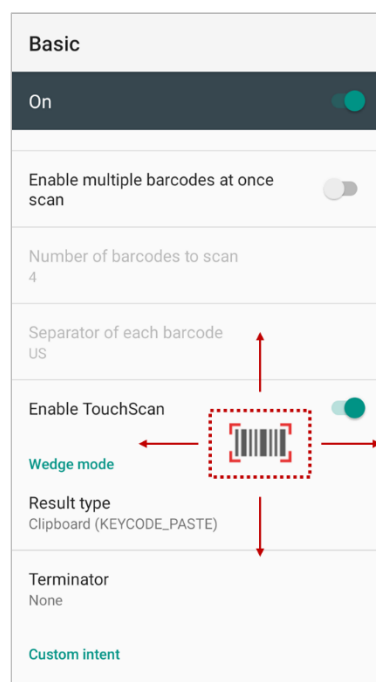 Basic
On
Enable multiple barcodes at once
scan
Number of barcodes to scan
4
Separator of each barcode
US
Enable TouchScan
Wedge mode
Result type
Clipboard (KEYCODE_PASTE)
Terminator
None
Custom intent